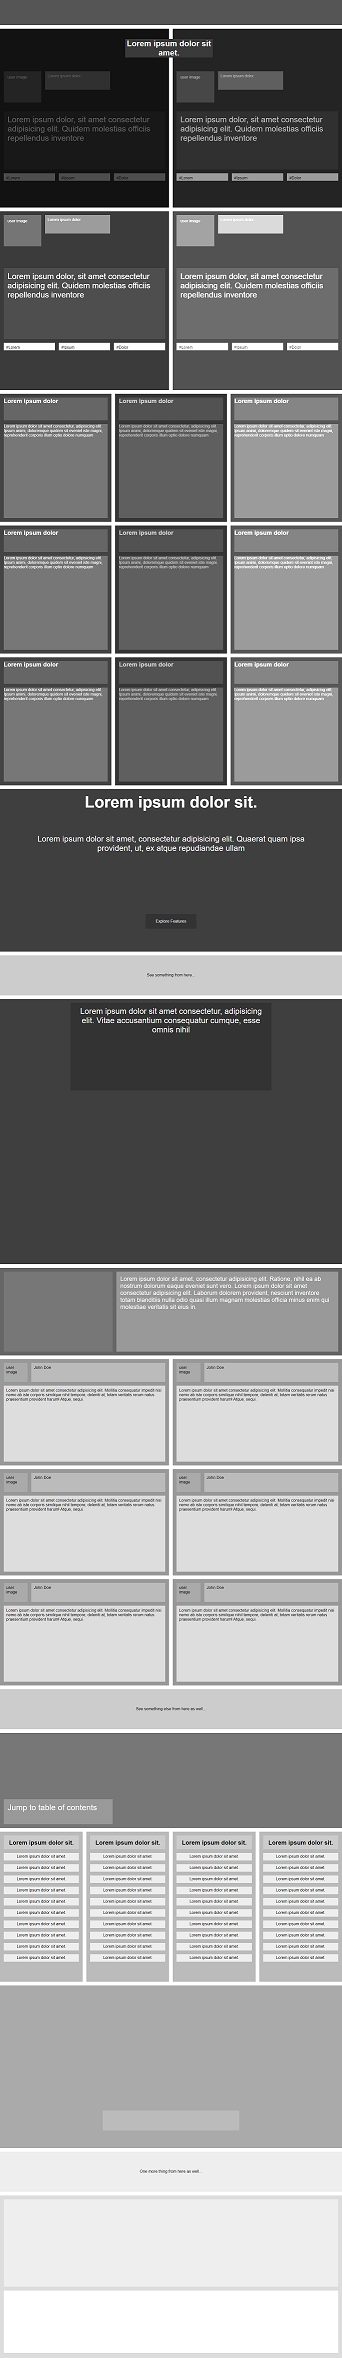 Lorem ipsum dolor sit
amet.
user image
Lorem ipsum dolor
Lorem ipsum dolor, sit amet consectetur
adipisicing elit. Quidem molestias officiis
repellendus inventore
#Lorem
#Ipsum
#Dolor
user image
Lorem ipsum dolor
Lorem ipsum dolor, sit amet consectetur
adipisicing elit. Quidem molestias officiis
repellendus inventore
#Lorem
#Ipsum
#Dolor
user image
Lorem ipsum dolor
Lorem ipsum dolor, sit amet consectetur
adipisicing elit. Quidem molestias officiis
repellendus inventore
#Lorem
#Ipsum
#Dolor
user image
Lorem ipsum dolor
Lorem ipsum dolor, sit amet consectetur
adipisicing elit. Quidem molestias officiis
repellendus inventore
#Lorem
#Ipsum
#Dolor
Lorem ipsum dolor
Lorem ipsum dolor sit amet consectetur, adipisicing elit.
Ipsum animi, doloremque quidem sit eveniet iste magni,
reprehenderit corporis illum optio dolore numquam
Lorem ipsum dolor
Lorem ipsum dolor sit amet consectetur, adipisicing elit.
Ipsum animi, doloremque quidem sit eveniet iste magni,
reprehenderit corporis illum optio dolore numquam
Lorem ipsum dolor
Lorem ipsum dolor sit amet consectetur, adipisicing elit.
Ipsum animi, doloremque quidem sit eveniet iste magni,
reprehenderit corporis illum optio dolore numquam
Lorem ipsum dolor
Lorem ipsum dolor sit amet consectetur, adipisicing elit.
Ipsum animi, doloremque quidem sit eveniet iste magni,
reprehenderit corporis illum optio dolore numquam
Lorem ipsum dolor
Lorem ipsum dolor sit amet consectetur, adipisicing elit.
Ipsum animi, doloremque quidem sit eveniet iste magni,
reprehenderit corporis illum optio dolore numquam
Lorem ipsum dolor
Lorem ipsum dolor sit amet consectetur, adipisicing elit.
Ipsum animi, doloremque quidem sit eveniet iste magni,
reprehenderit corporis illum optio dolore numquam
Lorem ipsum dolor
Lorem ipsum dolor sit amet consectetur, adipisicing elit.
Ipsum animi, doloremque quidem sit eveniet iste magni,
reprehenderit corporis illum optio dolore numquam
Lorem ipsum dolor
Lorem ipsum dolor sit amet consectetur, adipisicing elit.
Ipsum animi, doloremque quidem sit eveniet iste magni,
reprehenderit corporis illum optio dolore numquam
Lorem ipsum dolor
Lorem ipsum dolor sit amet consectetur, adipisicing elit.
Ipsum animi, doloremque quidem sit eveniet iste magni,
reprehenderit corporis illum optio dolore numquam
Lorem ipsum dolor sit.
Lorem ipsum dolor sit amet, consectetur adipisicing elit. Quaerat quam ipsa
provident, ut, ex atque repudiandae ullam
Explore Features
See something from here...
Lorem ipsum dolor sit amet consectetur, adipisicing
elit. Vitae accusantium consequatur cumque, esse
omnis nihil
Lorem ipsum dolor sit amet, consectetur adipisicing elit. Ratione, nihil ea ab
nostrum dolorum eaque eveniet sunt vero. Lorem ipsum dolor sit amet
consectetur adipisicing elit. Laborum dolorem provident, nesciunt inventore
totam blanditiis nulla odio quasi illum magnam molestias officia minus enim qui
molestiae veritatis sit eius in
user
image
John Doe
Lorem ipsum dolor sit amet consectetur adipisicing elit. Mollitia consequatur impedit nisi
nemo ab iste corporis similique nihil tempore, deleniti at, totam veritatis rerum natus
praesentium harum! Atque, sequi.
user
image
John Doe
Lorem ipsum dolor sit amet consectetur adipisicing elit. Mollitia consequatur impedit nisi
nemo ab iste corporis similique nihil tempore, deleniti at, totam veritatis rerum natus
praesentium harum! Atque, sequi.
user
image
John Doe
Lorem ipsum dolor sit amet consectetur adipisicing elit. Mollitia consequatur impedit nisi
nemo ab iste corporis similique nihil tempore, deleniti at, totam veritatis rerum natus
praesentium harum! Atque, sequi.
user
image
John Doe
Lorem ipsum dolor sit amet consectetur adipisicing elit. Mollitia consequatur impedit nisi
nemo ab iste corporis similique nihil tempore, deleniti at, totam veritatis rerum natus
praesentium harum! Atque, sequi.
user
image
John Doe
Lorem ipsum dolor sit amet consectetur adipisicing elit. Mollitia consequatur impedit nisi
nemo ab iste corporis similique nihil tempore, deleniti at, totam veritatis rerum natus
praesentium harum! Atque, sequi.
user
image
John Doe
Lorem ipsum dolor sit amet consectetur adipisicing elit. Mollitia consequatur impedit nisi
nemo ab iste corporis similique nihil tempore, deleniti at, totam veritatis rerum natus
praesentium harum! Atque, sequi.
See something else from here as well...
Jump to table of contents
Lorem ipsum dolor sit.
Lorem ipsum dolor sit amet
Lorem ipsum dolor sit amet
Lorem ipsum dolor sit amet
Lorem ipsum dolor sit amet
Lorem ipsum dolor sit amet
Lorem ipsum dolor sit amet
Lorem ipsum dolor sit amet
Lorem ipsum dolor sit amet
Lorem ipsum dolor sit amet
Lorem ipsum dolor sit amet
Lorem ipsum dolor sit.
Lorem ipsum dolor sit amet
Lorem ipsum dolor sit amet
Lorem ipsum dolor sit amet
Lorem ipsum dolor sit amet
Lorem ipsum dolor sit amet
Lorem ipsum dolor sit amet
Lorem ipsum dolor sit amet
Lorem ipsum dolor sit amet
Lorem ipsum dolor sit amet
Lorem ipsum dolor sit amet
Lorem ipsum dolor sit.
Lorem ipsum dolor sit amet
Lorem ipsum dolor sit amet
Lorem ipsum dolor sit amet
Lorem ipsum dolor sit amet
Lorem ipsum dolor sit amet
Lorem ipsum dolor sit amet
Lorem ipsum dolor sit amet
Lorem ipsum dolor sit amet
Lorem ipsum dolor sit amet
Lorem ipsum dolor sit amet
Lorem ipsum dolor sit.
Lorem ipsum dolor sit amet
Lorem ipsum dolor sit amet
Lorem ipsum dolor sit amet
Lorem ipsum dolor sit amet
Lorem ipsum dolor sit amet
Lorem ipsum dolor sit amet
Lorem ipsum dolor sit amet
Lorem ipsum dolor sit amet
Lorem ipsum dolor sit amet
Lorem ipsum dolor sit amet
One more thing from here as well...